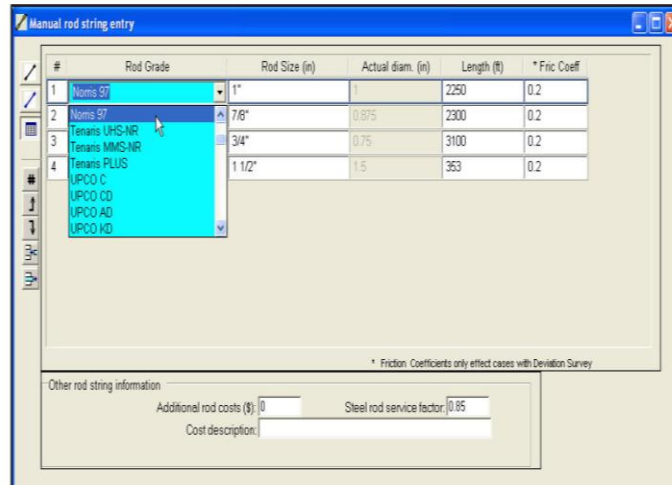 Manual rod string entry
# Rod Grade Rod Size (in) Actual diam. (in) Length (ft) * Fric Coeff
1 Norris 97 1" 1 2250 0.2
2 Norris 97 7/8" 0.875 2300 0.2
Tenaris UHS-NR
3 Tenaris MMS-NR 3/4" 0.75 3100 0.2
Tenaris PLUS
4 UPCO C 1 1/2" 1.5 353 0.2
UPCO CD
UPCO AD
UPCO KD
#
* Friction Coefficients only effect cases with Deviation Survey
Other rod string information
Additional rod costs ($): 0 Steel rod service factor: 0.85
Cost description: